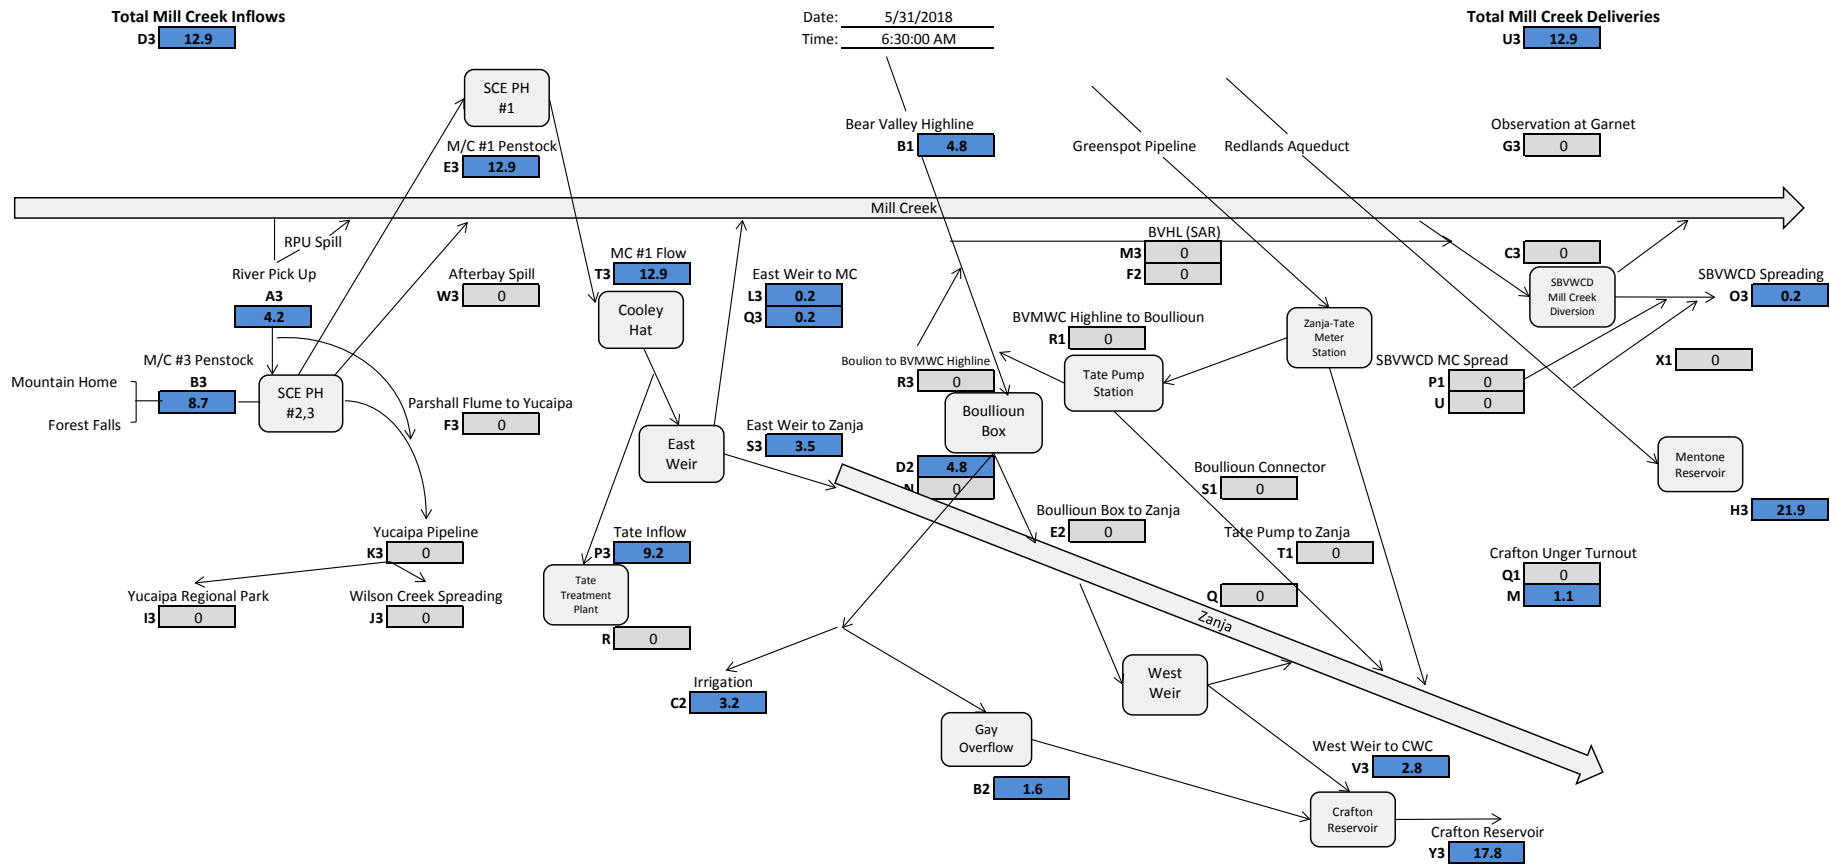 Total Mill Creek Inflows
D3 12.9
Date: 5/31/2018
Time: 6:30:00 AM
Total Mill Creek Deliveries
U3 12.9
SCE PH
#1
M/C #1 Penstock
E3 12.9
Bear Valley Highline
B1 4.8
Greenspot Pipeline
Redlands Aqueduct
Observation at Garnet
G3 0
Mill Creek
RPU Spill
River Pick Up
A3
4.2
Afterbay Spill
W3 0
MC #1 Flow
T3 12.9
Cooley
Hat
East Weir to MC
L3 0.2
Q3 0.2
BVHL (SAR)
M3 0
F2 0
C3 0
SBVWCD
Mill Creek
Diversion
SBVWCD Spreading
O3 0.2
BVMWC Highline to Boullioun
R1 0
Zanja-Tate
Meter
Station
M/C #3 Penstock
B3
8.7
Mountain Home
Forest Falls
SCE PH
#2,3
Boulion to BVMWC Highline
R3 0
Tate Pump
Station
SBVWCD MC Spread
P1 0
U 0
X1 0
Parshall Flume to Yucaipa
F3 0
Boullioun
Box
East
Weir
East Weir to Zanja
S3 3.5
D2 4.8
N 0
Boullioun Connector
S1 0
Mentone
Reservoir
H3 21.9
Yucaipa Pipeline
K3 0
Tate Inflow
P3 9.2
Boullioun Box to Zanja
E2 0
Tate Pump to Zanja
T1 0
Crafton Unger Turnout
Q1 0
M 1.1
Yucaipa Regional Park
I3 0
Wilson Creek Spreading
J3 0
Tate
Treatment
Plant
R 0
Q 0
Zanja
Irrigation
C2 3.2
West
Weir
Gay
Overflow
B2 1.6
West Weir to CWC
V3 2.8
Crafton
Reservoir
Crafton Reservoir
Y3 17.8